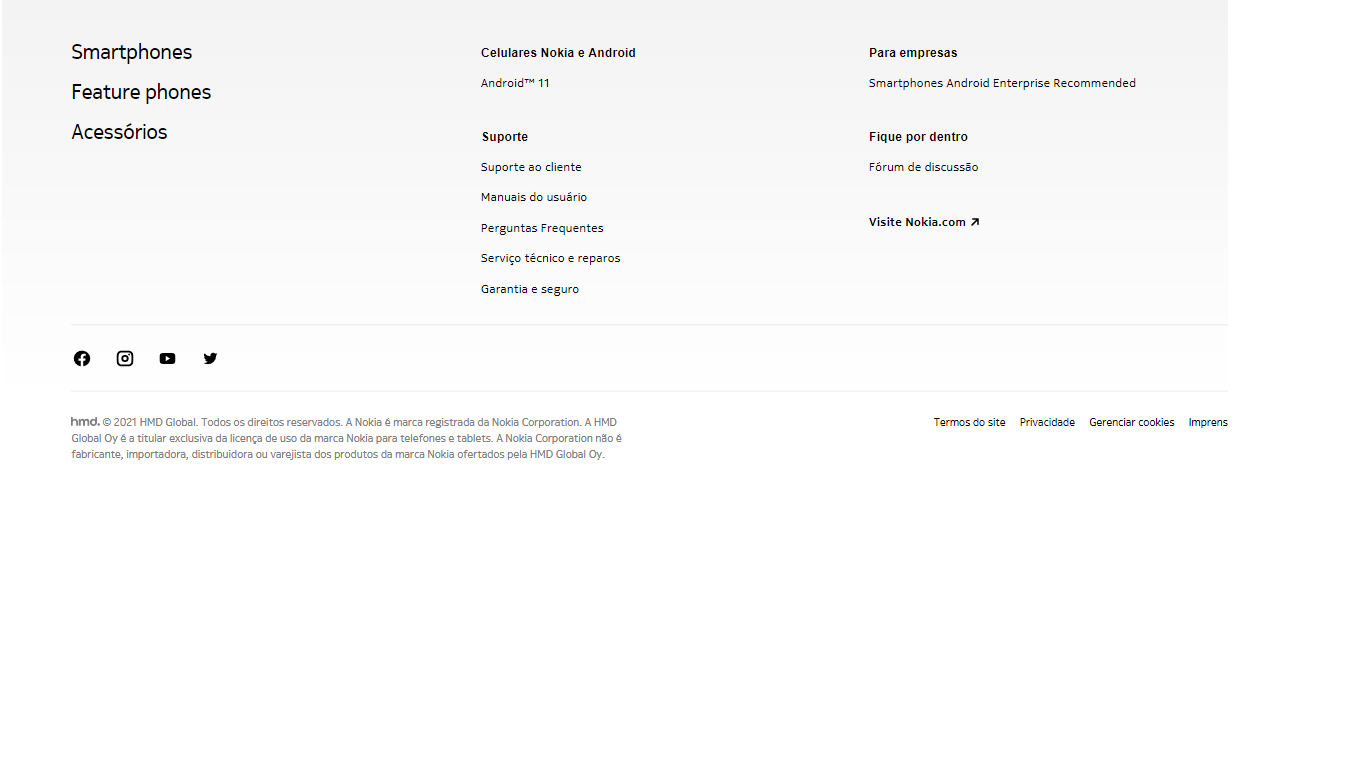 Smartphones
Feature phones
Acessórios
Celulares Nokia e Android
Android™ 11
Suporte
Suporte ao cliente
Manuais do usuário
Perguntas Frequentes
Serviço técnico e reparos
Garantia e seguro
Para empresas
Smartphones Android Enterprise Recommended
Fique por dentro
Fórum de discussão
Visite Nokia.com
hmd. © 2021 HMD Global. Todos os direitos reservados. A Nokia é marca registrada da Nokia Corporation. A HMD
Global Oy é a titular exclusiva da licença de uso da marca Nokia para telefones e tablets. A Nokia Corporation não é
fabricante, importadora, distribuidora ou varejista dos produtos da marca Nokia ofertados pela HMD Global Oy.
Termos do site Privacidade Gerenciar cookies Imprens